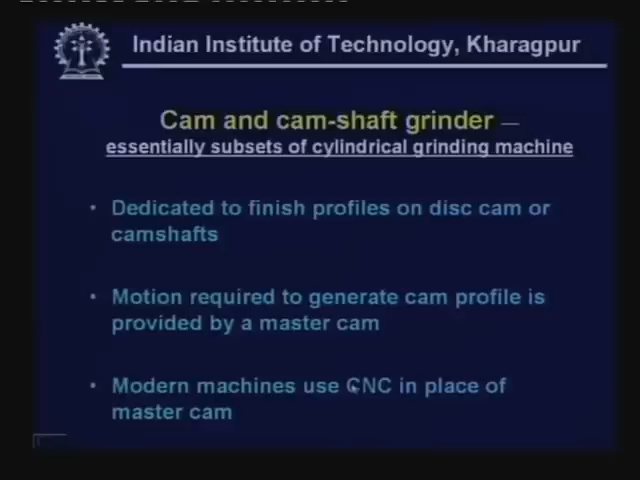 Indian Institute of Technology, Kharagpur
Cam and cam-shaft grinder —
essentially subsets of cylindrical grinding machine
• Dedicated to finish profiles on disc cam or
camshafts
• Motion required to generate cam profile is
provided by a master cam
• Modern machines use CNC in place of
master cam